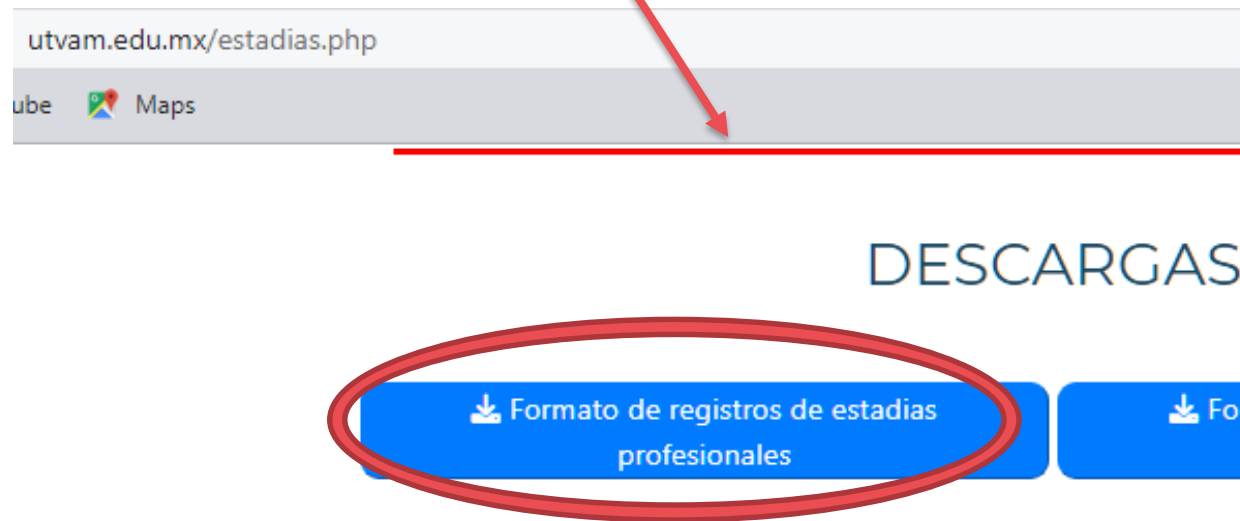 utvam.edu.mx/estadias.php
ube Maps
DESCARGAS
Formato de registros de estadias
profesionales
Fo